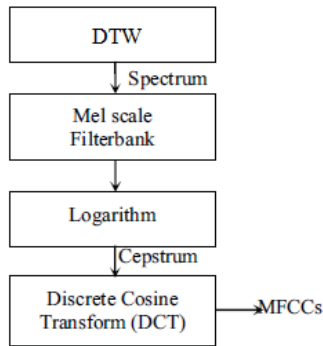 DTW
Spectrum
Mel scale
Filterbank
Logarithm
Cepstrum
Discrete Cosine
Transform (DCT)
MFCCs